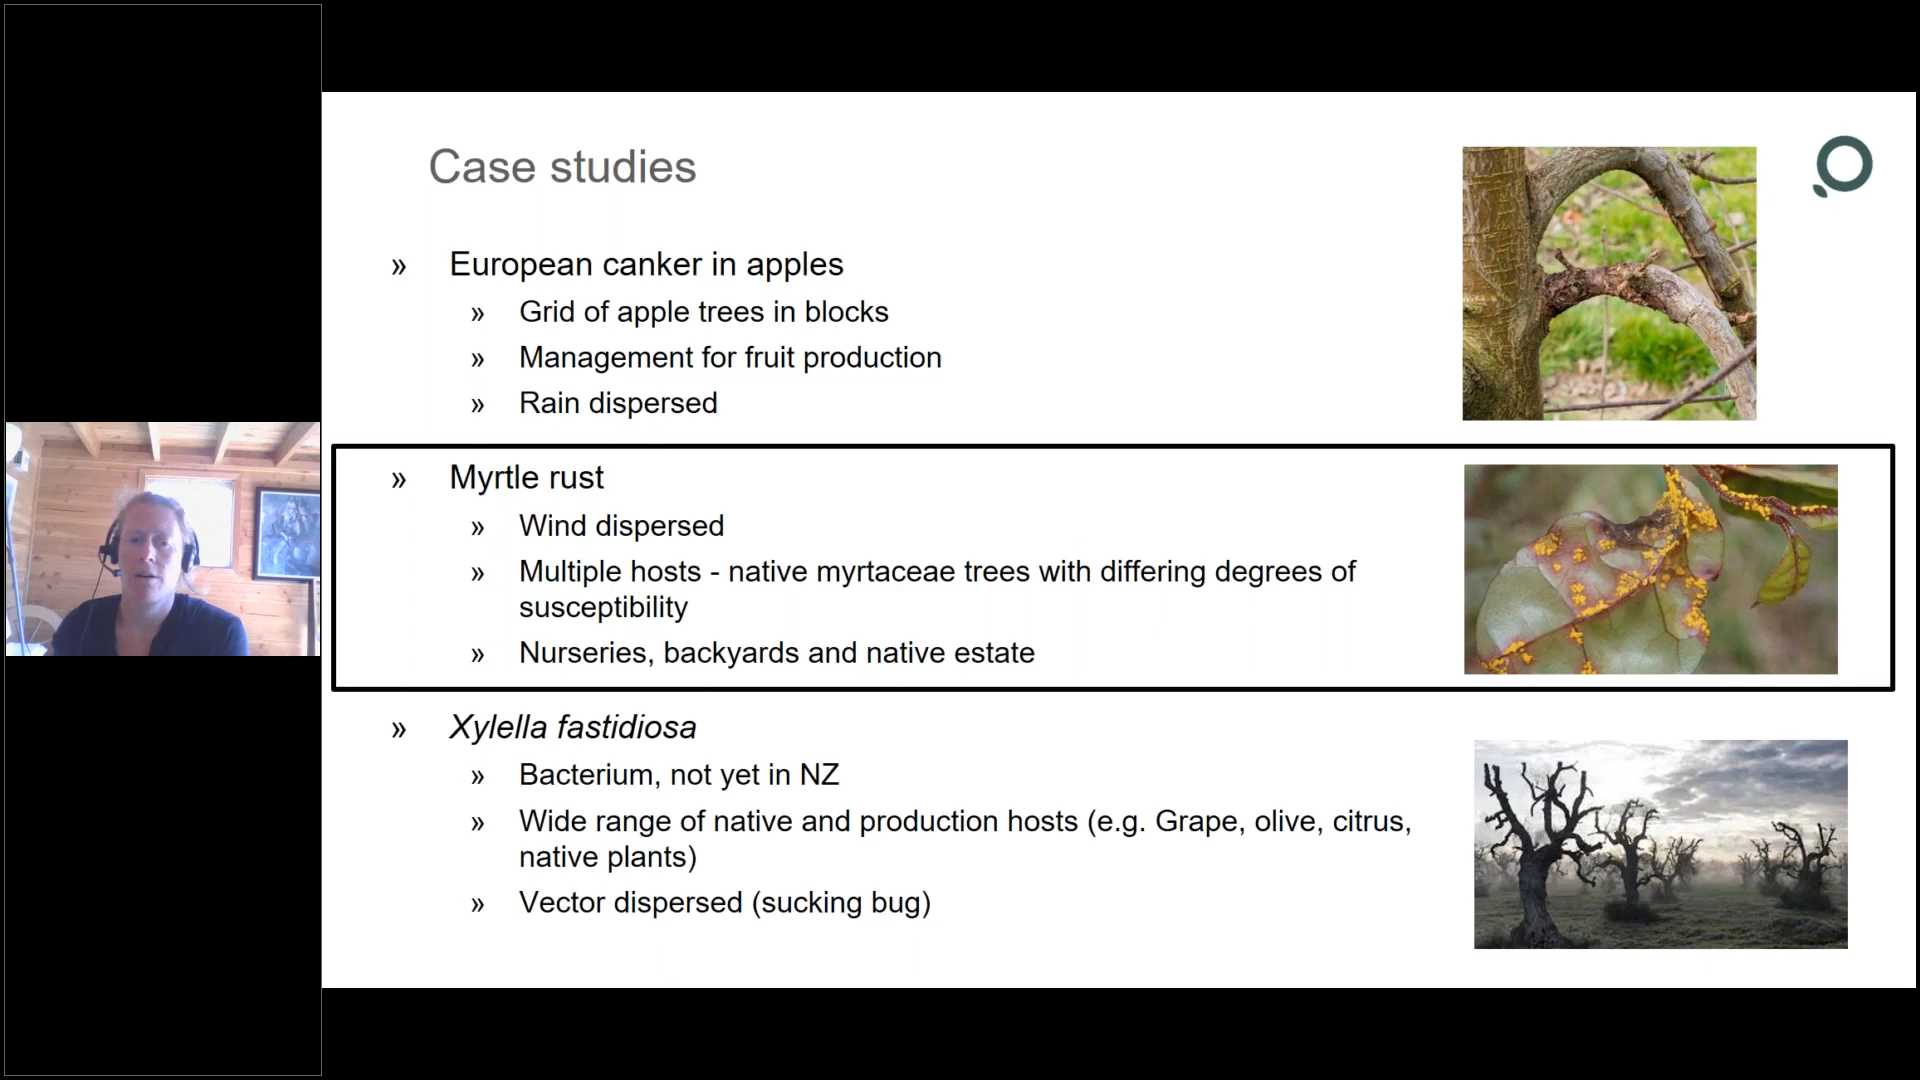 Case studies
» European canker in apples
» Grid of apple trees in blocks
» Management for fruit production
» Rain dispersed
» Myrtle rust
» Wind dispersed
» Multiple hosts - native myrtaceae trees with differing degrees of
susceptibility
» Nurseries, backyards and native estate
» Xylella fastidiosa
» Bacterium, not yet in NZ
» Wide range of native and production hosts (e.g. Grape, olive, citrus,
native plants)
» Vector dispersed (sucking bug)